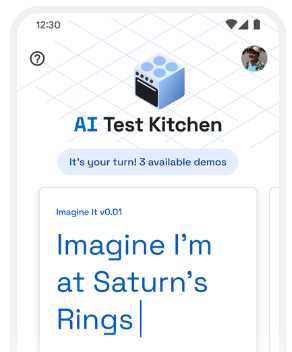 12:30
AI Test Kitchen
It's your turn! 3 available demos
Imagine It v0.01
Imagine I'm
at Saturn's
Rings